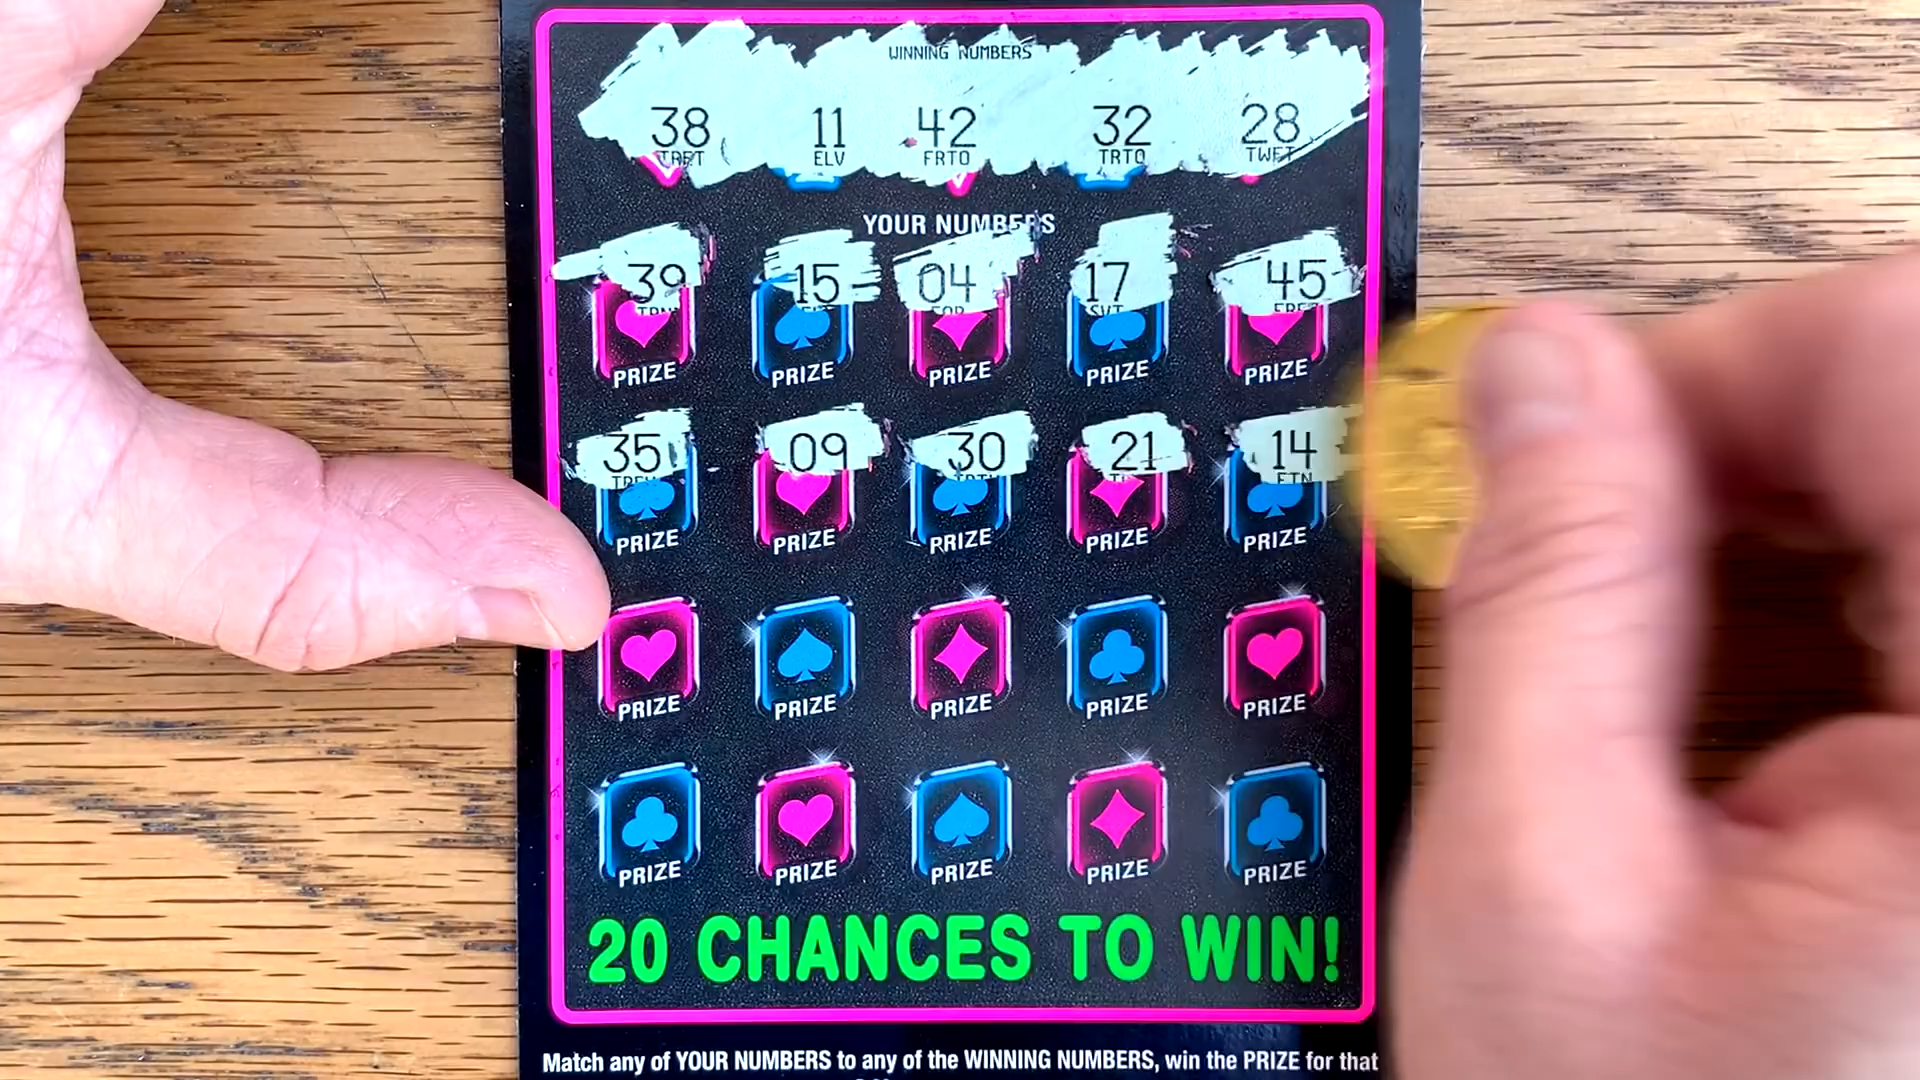 WINNING NUMBERS
38 11 42 32 28
TRET ELV FRTO TRTO TWET
YOUR NUMBERS
39 15 04 17 45
PRIZE PRIZE PRIZE PRIZE PRIZE
35 09 30 21 14
PRIZE PRIZE PRIZE PRIZE PRIZE
PRIZE PRIZE PRIZE PRIZE PRIZE
PRIZE PRIZE PRIZE PRIZE PRIZE
20 CHANCES TO WIN!
Match any of YOUR NUMBERS to any of the WINNING NUMBERS, win the PRIZE for that